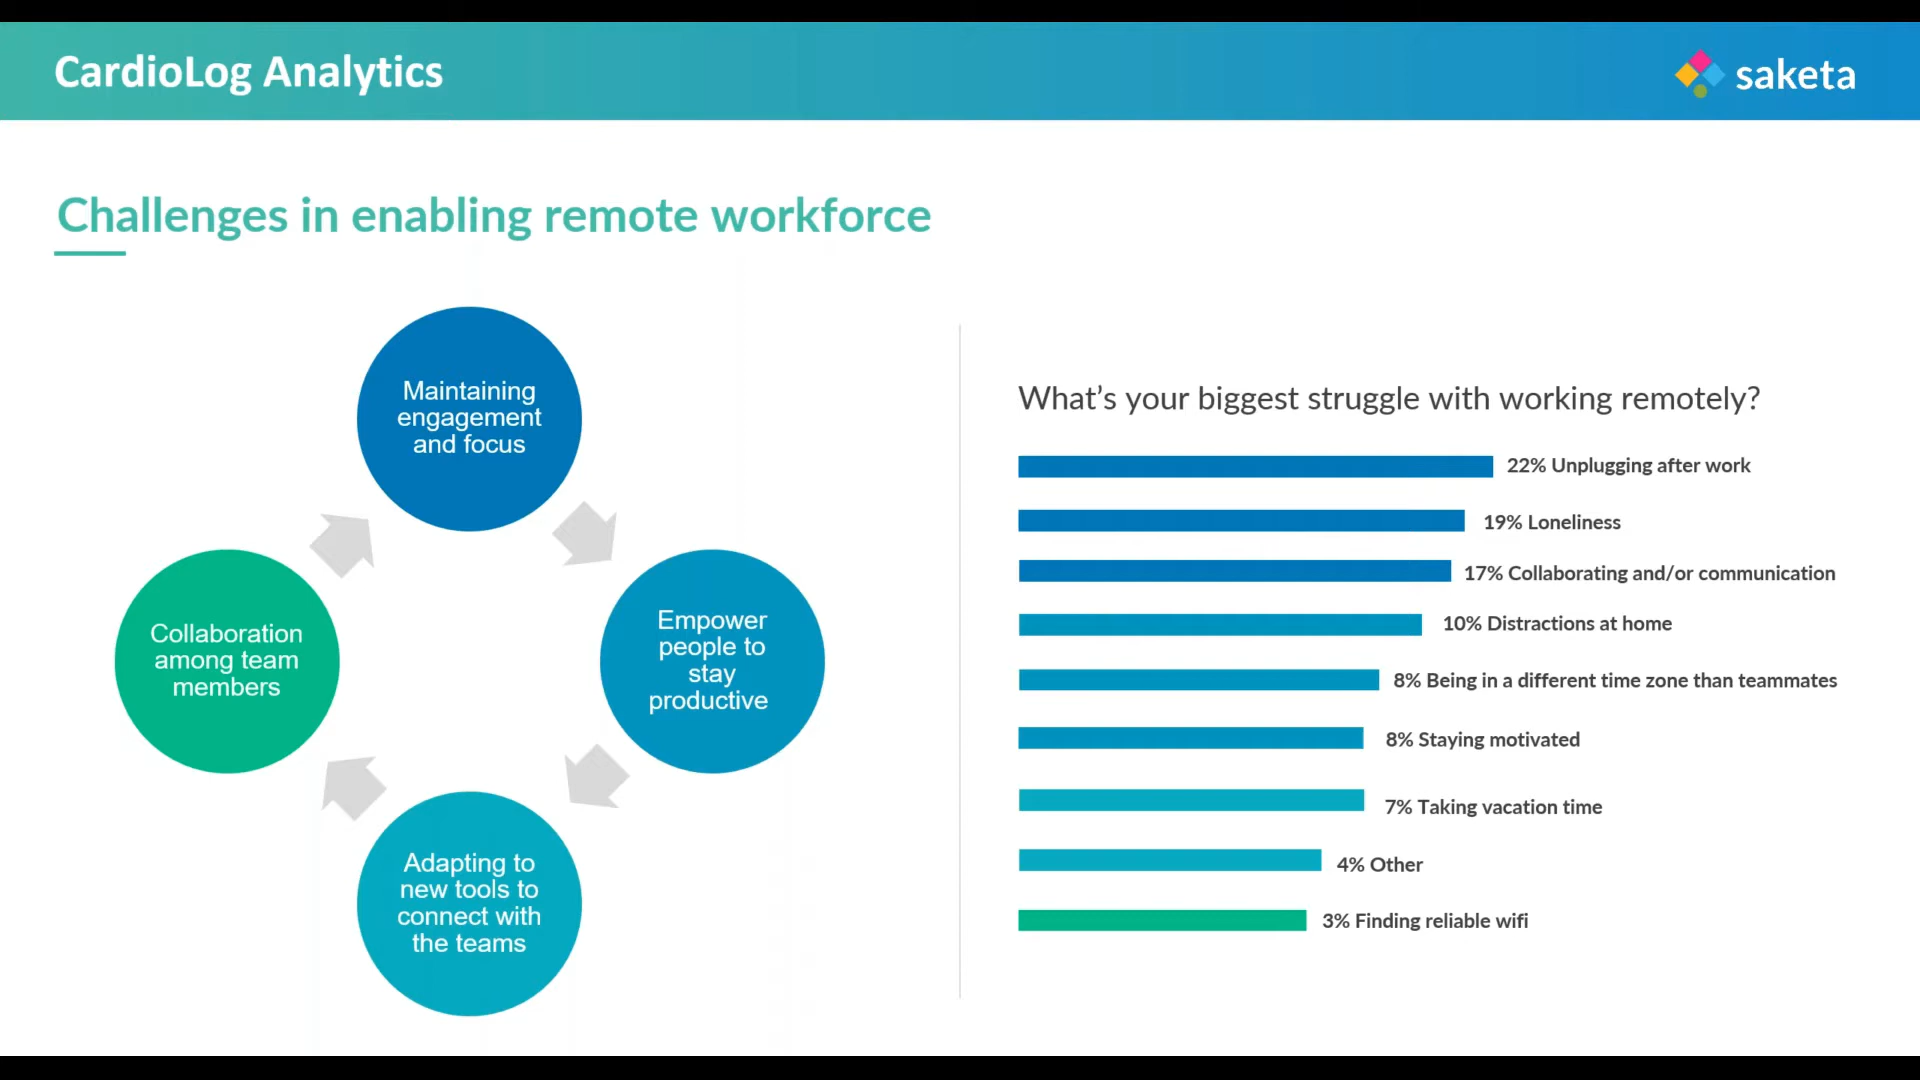 CardioLog Analytics
saketa
Challenges in enabling remote workforce
Maintaining
engagement
and focus
Empower
people to
stay
productive
Adapting to
new tools to
connect with
the teams
Collaboration
among team
members
What's your biggest struggle with working remotely?
22% Unplugging after work
19% Loneliness
17% Collaborating and/or communication
10% Distractions at home
8% Being in a different time zone than teammates
8% Staying motivated
7% Taking vacation time
4% Other
3% Finding reliable wifi